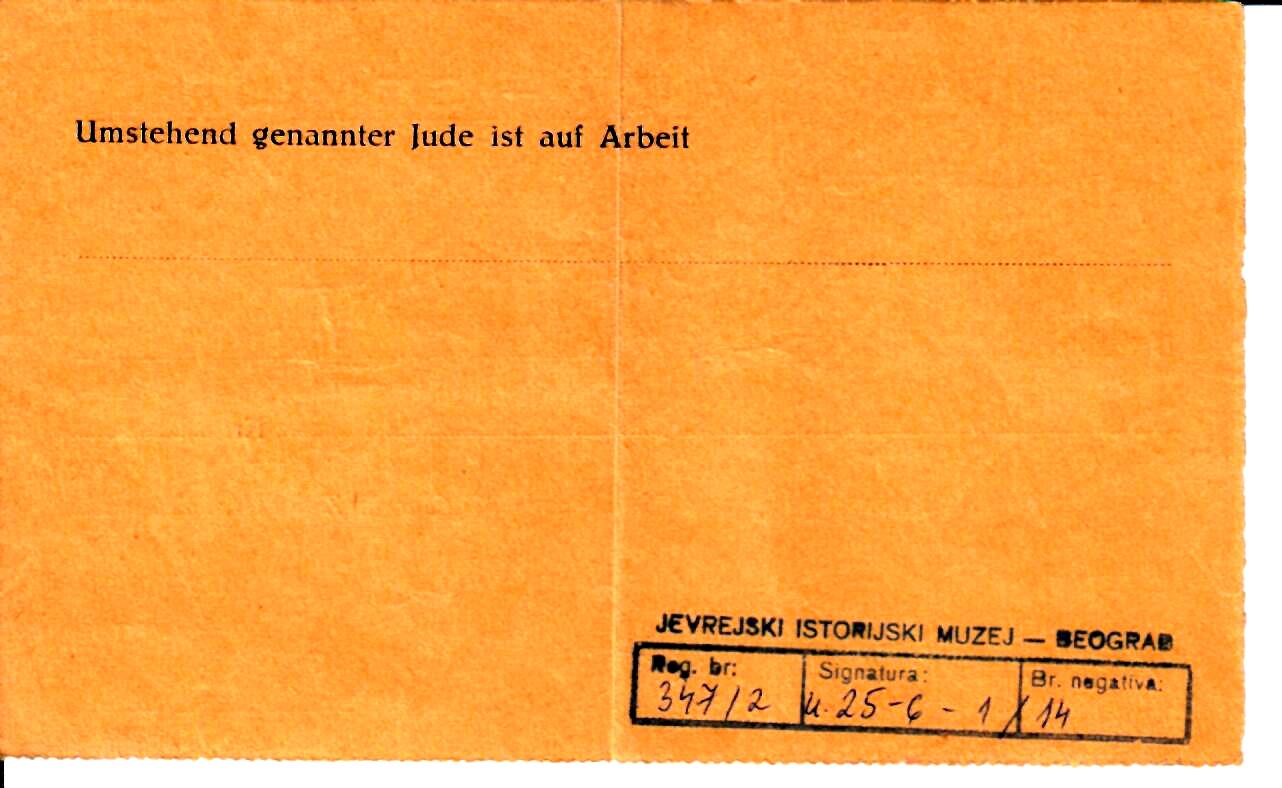 Umstehend genannter Jude ist auf Arbeit
JEVREJSKI ISTORIJSKI MUZEJ — BEOGRAD
Reg. br: Signatura: Br. negativa:
347/2 u. 25-6-1/14